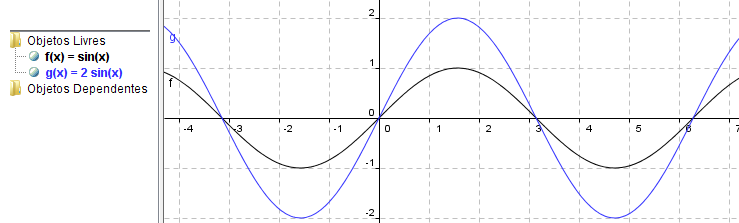 Objetos Livres
f(x) = sin(x)
g(x) = 2 sin(x)
Objetos Dependentes
g
f
2
1
0
-1
-2
-4 -3 -2 -1 0 1 2 3 4 5 6 7